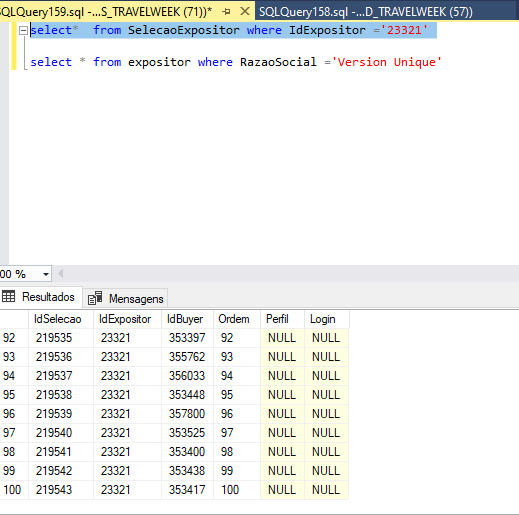 SQLQuery159.sql -...S_TRAVELWEEK (71))* SQLQuery158.sql -...D_TRAVELWEEK (57))
select* from SelecaoExpositor where IdExpositor ='23321'
select * from expositor where RazaoSocial ='Version Unique'
00 %
Resultados Mensagens
IdSelecao IdExpositor IdBuyer Ordem Perfil Login
92 219535 23321 353397 92 NULL NULL
93 219536 23321 355762 93 NULL NULL
94 219537 23321 356033 94 NULL NULL
95 219538 23321 353448 95 NULL NULL
96 219539 23321 357800 96 NULL NULL
97 219540 23321 353525 97 NULL NULL
98 219541 23321 353400 98 NULL NULL
99 219542 23321 353438 99 NULL NULL
100 219543 23321 353417 100 NULL NULL